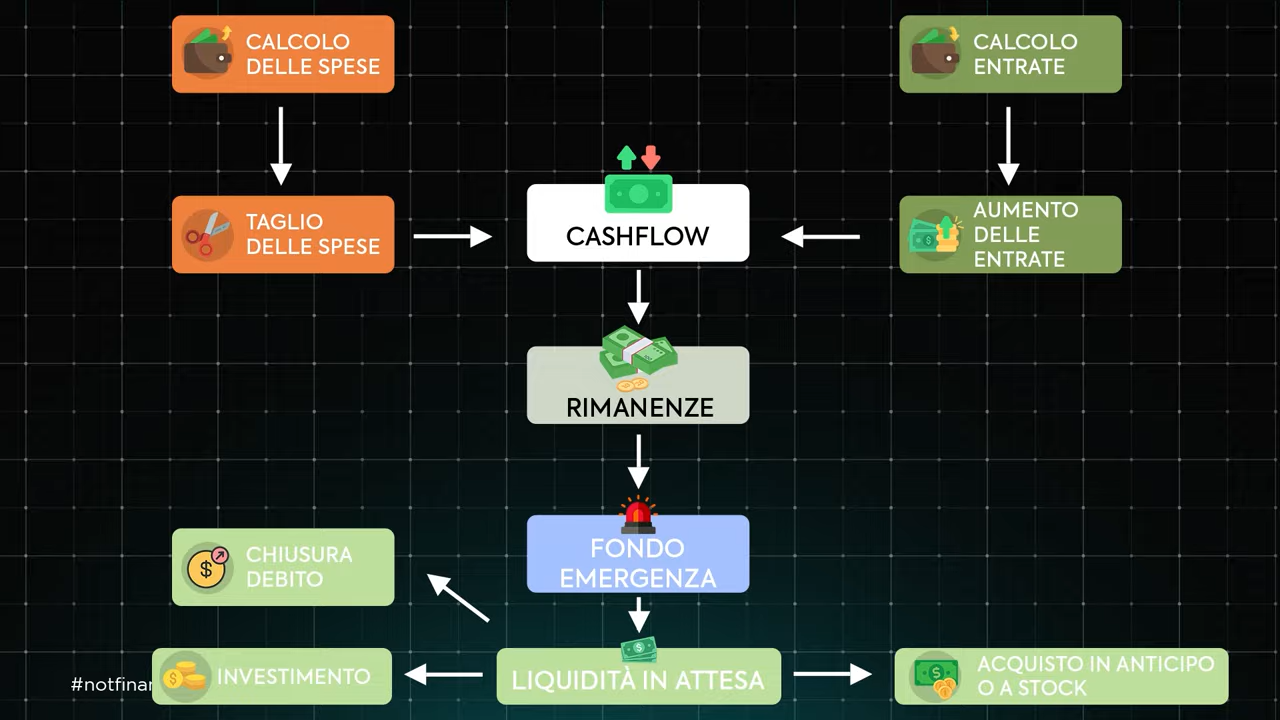 CALCOLO
DELLE SPESE
CALCOLO
ENTRATE
TAGLIO
DELLE SPESE
CASHFLOW
AUMENTO
DELLE
ENTRATE
RIMANENZE
FONDO
EMERGENZA
CHIUSURA
DEBITO
#notfinan
INVESTIMENTO
LIQUIDITÀ IN ATTESA
ACQUISTO IN ANTICIPO
O A STOCK